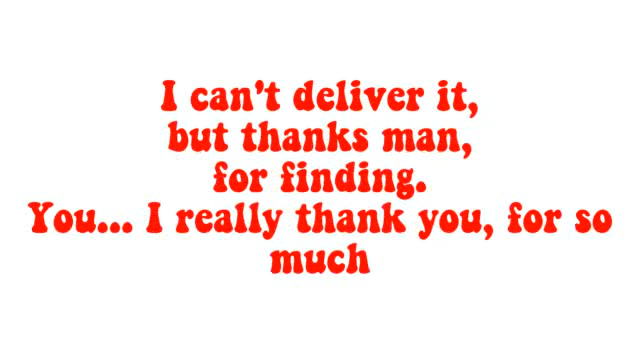 I can't deliver it,
but thanks man,
for finding.
You... I really thank you, for so
much